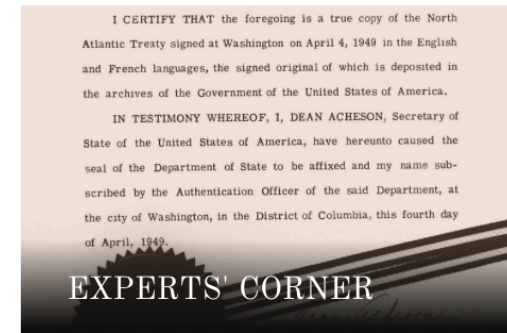 I CERTIFY THAT the foregoing is a true copy of the North
Atlantic Treaty signed at Washington on April 4, 1949 in the English
and French languages, the signed original of which is deposited in
the archives of the Government of the United States of America.
IN TESTIMONY WHEREOF, I, DEAN ACHESON, Secretary of
State of the United States of America, have hereunto caused the
seal of the Department of State to be affixed and my name sub-
scribed by the Authentication Officer of the said Department, at
the city of Washington, in the District of Columbia, this fourth day
of April, 1949.
EXPERTS' CORNER